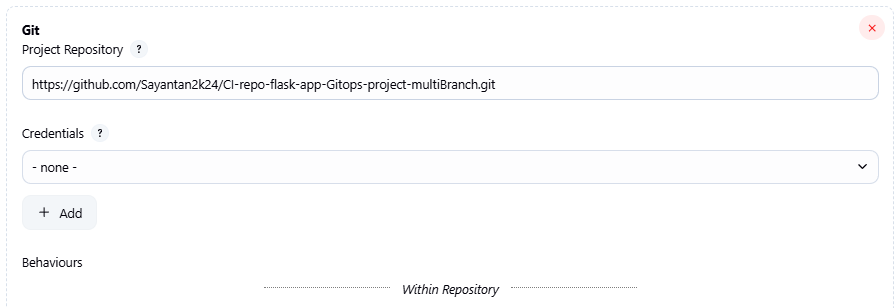 Git
Project Repository ?
https://github.com/Sayantan2k24/CI-repo-flask-app-Gitops-project-multiBranch.git
Credentials ?
- none -
+ Add
Behaviours
Within Repository